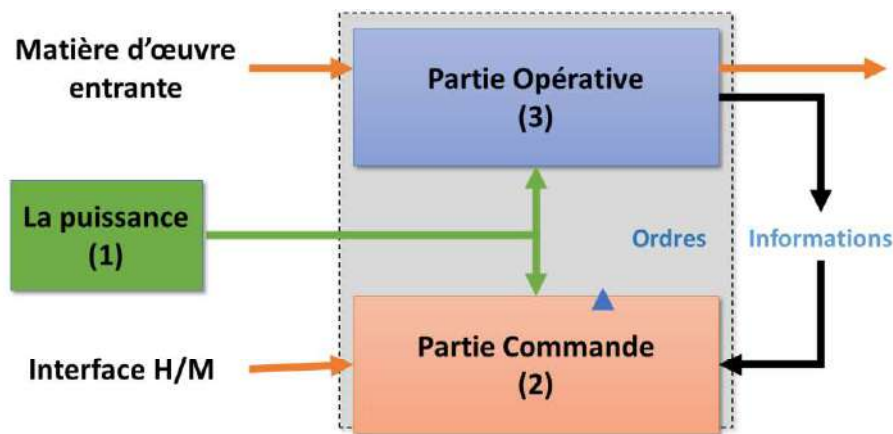 Matière d'œuvre
entrante
Partie Opérative
(3)
La puissance
(1)
Ordres
Informations
Partie Commande
(2)
Interface H/M